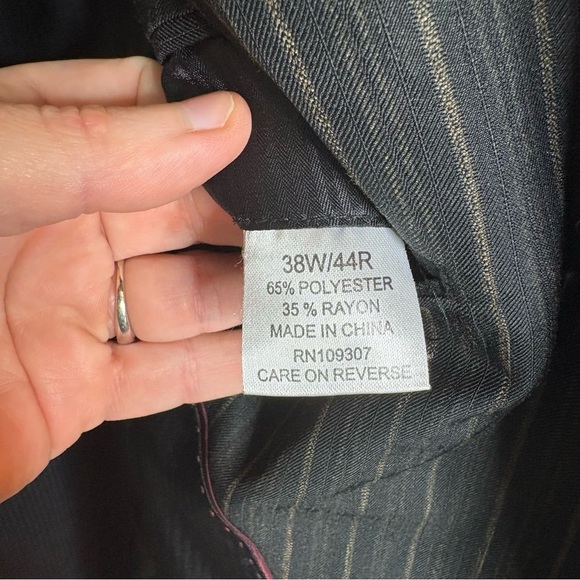 38W/44R
65% POLYESTER
35 % RAYON
MADE IN CHINA
RN109307
CARE ON REVERSE